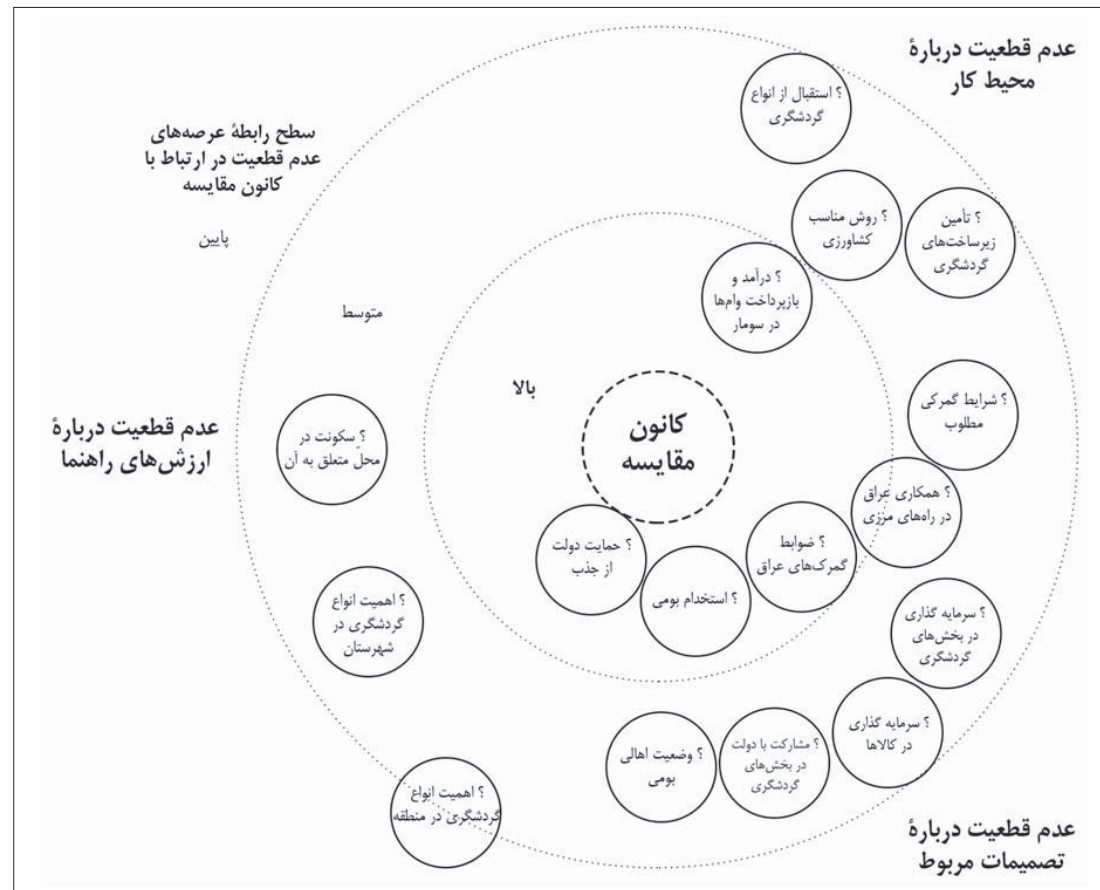 عدم قطعیت دربارهٔ
محیط کار
؟ استقبال از انواع
گردشگری
سطح رابطهٔ عرصه‌های
عدم قطعیت در ارتباط با
کانون مقایسه
پایین
متوسط
بالا
؟ روش مناسب
کشاورزی
؟ تأمین
زیرساخت‌های
گردشگری
؟ درآمد و
بازپرداخت وام‌ها
در سومار
؟ شرایط گمرکی
مطلوب
کانون
مقایسه
عدم قطعیت دربارهٔ
ارزش‌های راهنما
؟ سکونت در
محلّ متعلق به آن
؟ همکاری عراق
در راه‌های مرزی
؟ ضوابط
گمرک‌های عراق
؟ حمایت دولت
از جذب
؟ استخدام بومی
؟ اهمیت انواع
گردشگری در
شهرستان
؟ سرمایه گذاری
در بخش‌های
گردشگری
؟ سرمایه گذاری
در کالاها
؟ مشارکت با دولت
در بخش‌های
گردشگری
؟ وضعیت اهالی
بومی
؟ اهمیت انواع
گردشگری در منطقه
عدم قطعیت دربارهٔ
تصمیمات مربوط